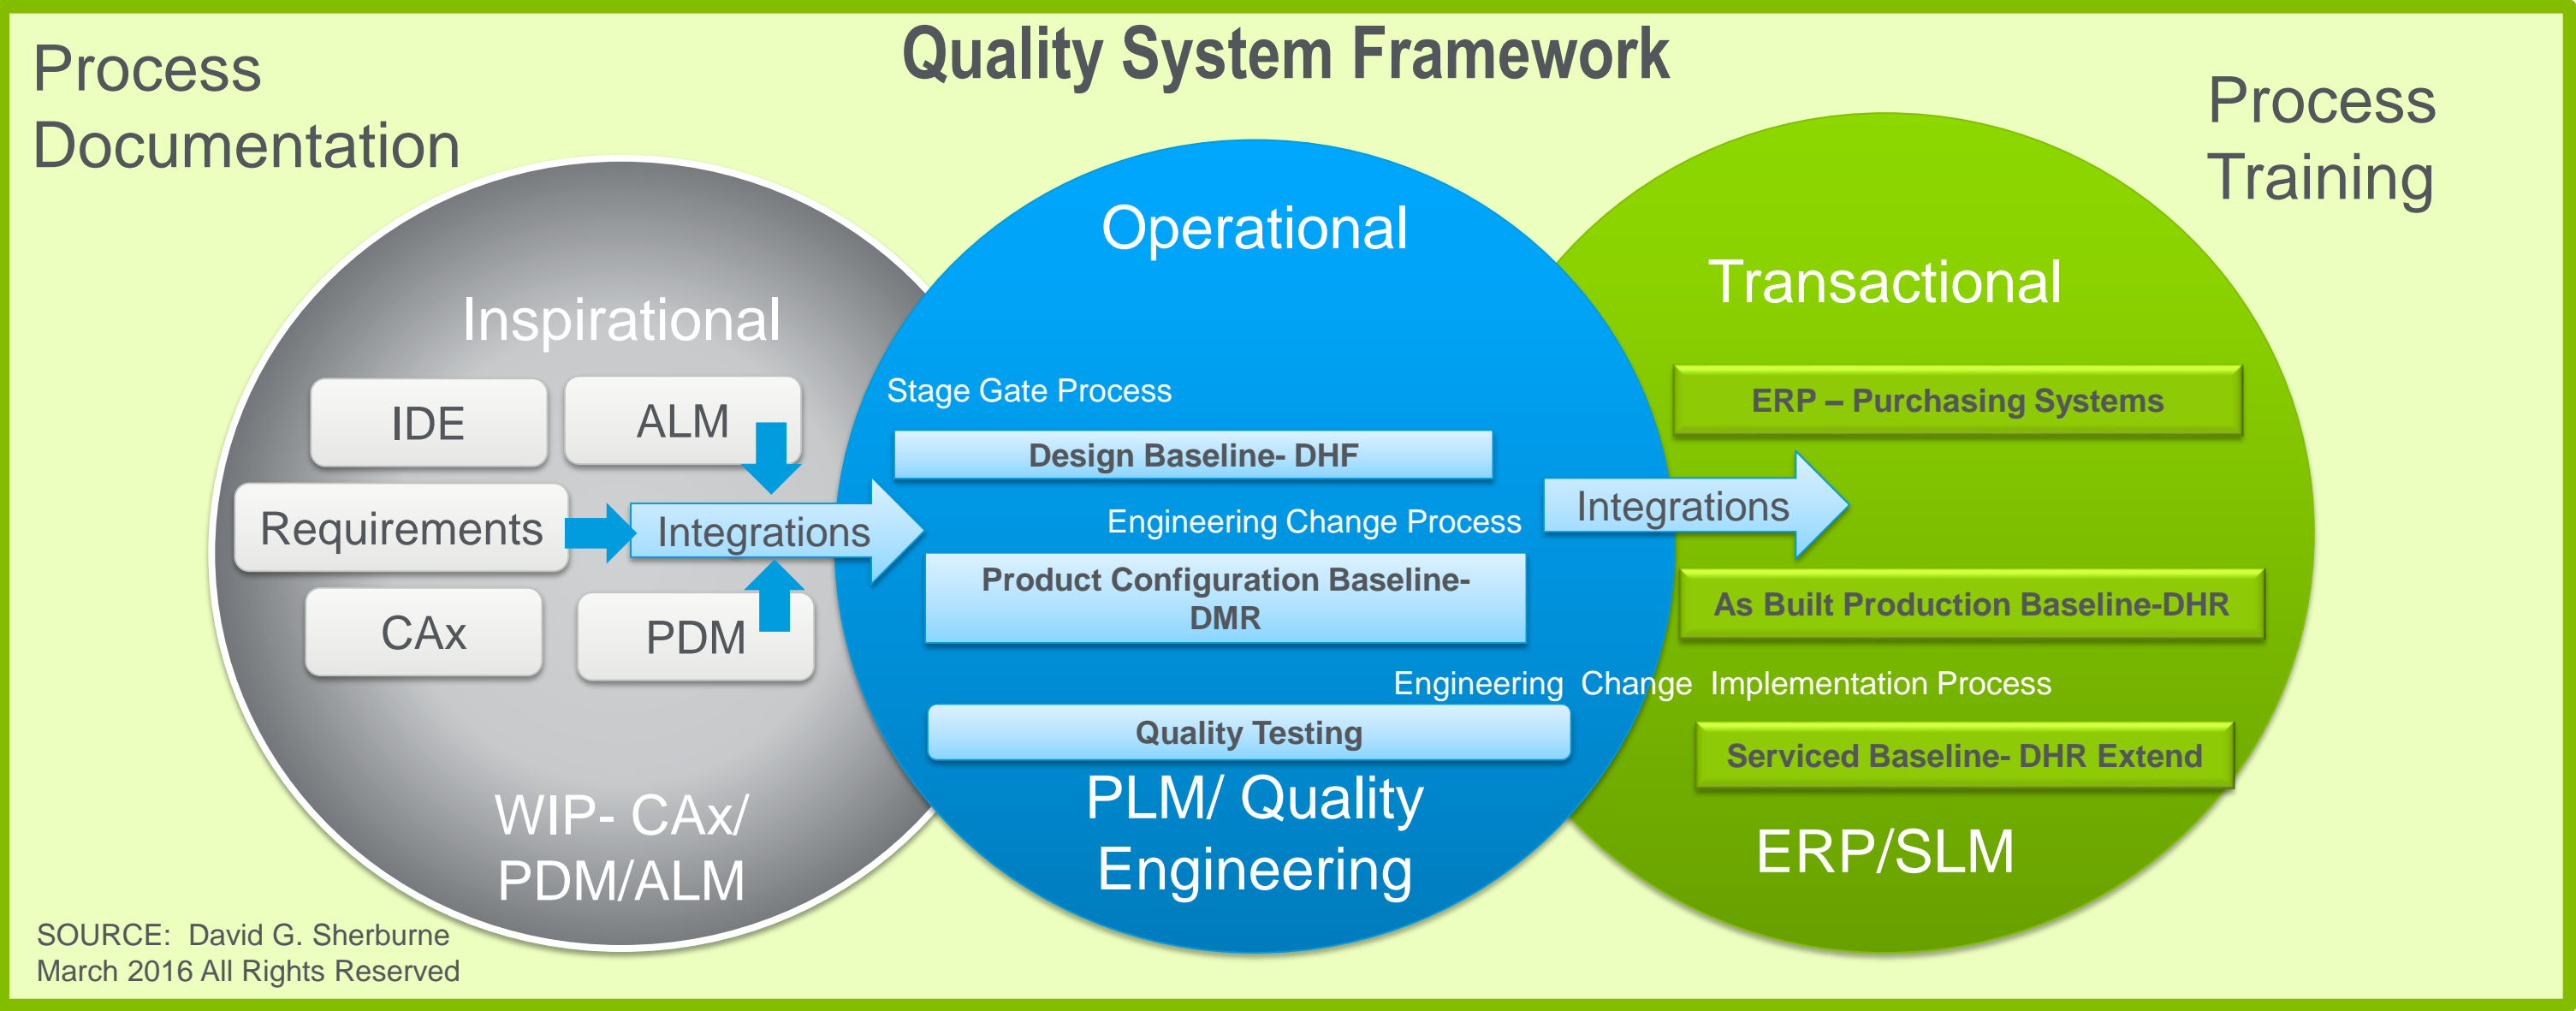 Quality System Framework
Process
Documentation
Process
Training
Inspirational
IDE
ALM
Requirements
Integrations
CAx
PDM
WIP- CAx/
PDM/ALM
Operational
Stage Gate Process
Design Baseline- DHF
Engineering Change Process
Product Configuration Baseline-
DMR
Engineering Change Implementation Process
Quality Testing
PLM/ Quality
Engineering
Transactional
ERP – Purchasing Systems
Integrations
As Built Production Baseline-DHR
Serviced Baseline- DHR Extend
ERP/SLM
SOURCE: David G. Sherburne
March 2016 All Rights Reserved